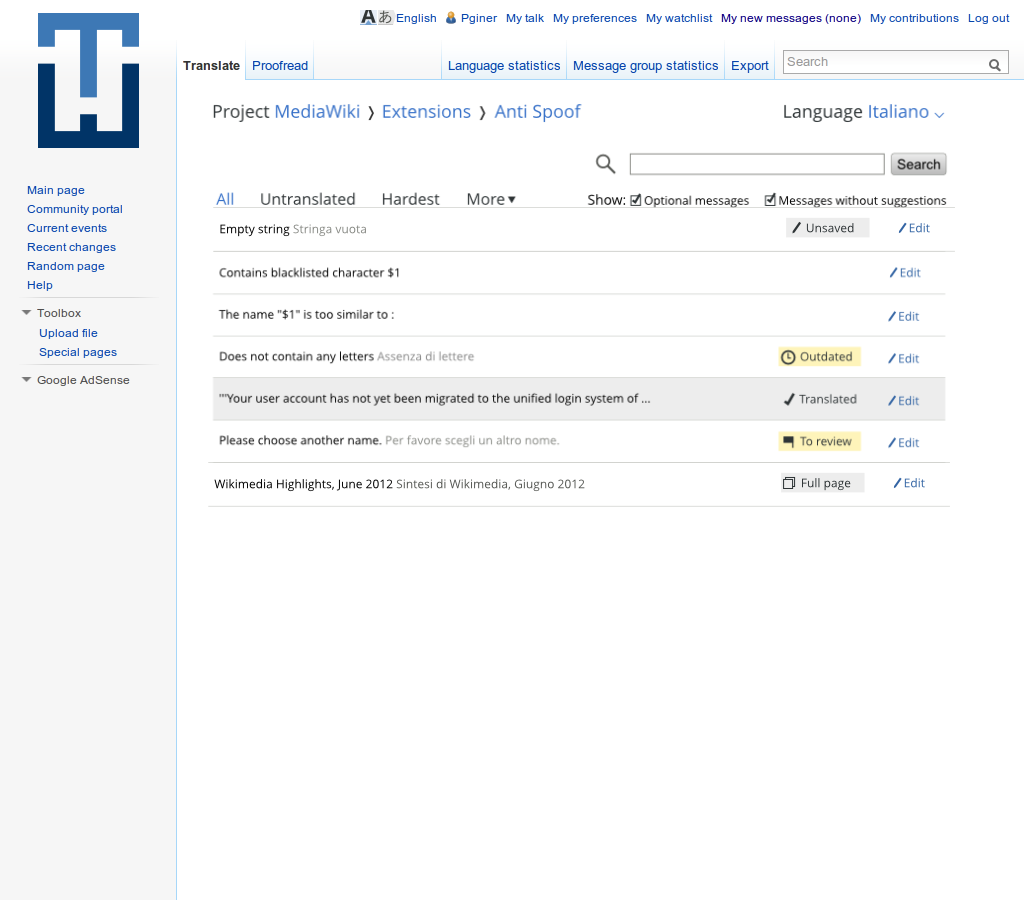 Aあ English Pginer My talk My preferences My watchlist My new messages (none) My contributions Log out
Translate Proofread Language statistics Message group statistics Export Search
Project MediaWiki ❭ Extensions ❭ Anti Spoof Language Italiano
Search
All Untranslated Hardest More ▾ Show: Optional messages Messages without suggestions
Empty string Stringa vuota Unsaved Edit
Contains blacklisted character $1 Edit
The name "$1" is too similar to : Edit
Does not contain any letters Assenza di lettere Outdated Edit
'''Your user account has not yet been migrated to the unified login system of ... Translated Edit
Please choose another name. Per favore scegli un altro nome. To review Edit
Wikimedia Highlights, June 2012 Sintesi di Wikimedia, Giugno 2012 Full page Edit
Main page
Community portal
Current events
Recent changes
Random page
Help
Toolbox
Upload file
Special pages
Google AdSense